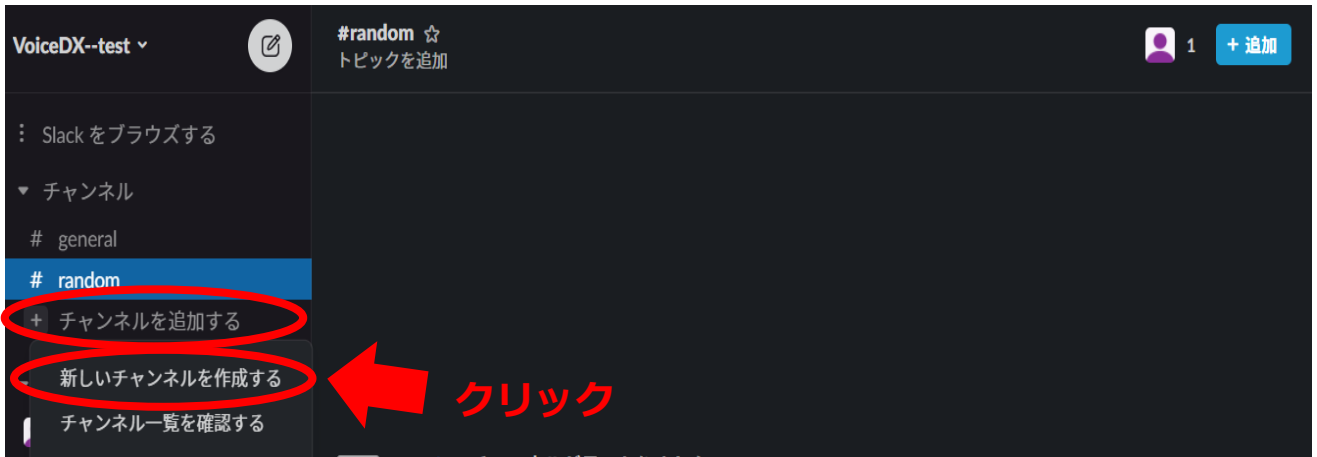 VoiceDX--test
#random
トピックを追加
1
+ 追加
Slack をブラウズする
チャンネル
# general
# random
+ チャンネルを追加する
新しいチャンネルを作成する
クリック
チャンネル一覧を確認する